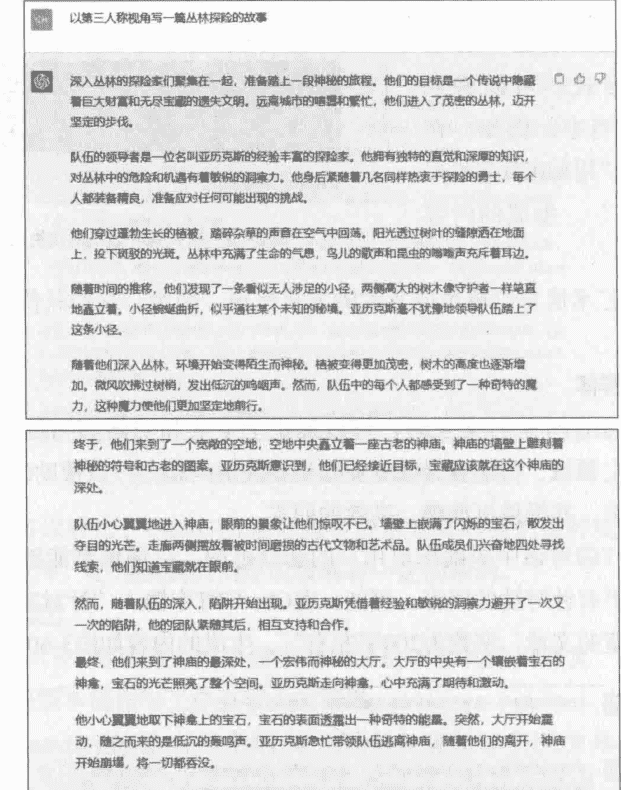 以第三人称视角写一篇丛林探险的故事
深入丛林的探险家们聚集在一起，准备踏上一段神秘的旅程。他们的目标是一个传说中隐藏
着巨大财富和无尽宝藏的遗失文明。远离城市的喧嚣和繁忙，他们进入了茂密的丛林，迈开
坚定的步伐。
队伍的领导者是一位名叫亚历克斯的经验丰富的探险家。他拥有独特的直觉和深厚的知识，
对丛林中的危险和机遇有着敏锐的洞察力。他身后紧随着几名同样热衷于探险的勇士，每个
人都装备精良，准备应对任何可能出现的挑战。
他们穿过蓬勃生长的植被，踏碎杂草的声音在空气中回荡。阳光透过树叶的缝隙洒在地面
上，投下斑驳的光斑。丛林中充满了生命的气息，鸟儿的歌声和昆虫的嗡嗡声充斥着耳边。
随着时间的推移，他们发现了一条看似无人涉足的小径，两侧高大的树木像守护者一样笔直
地矗立着。小径蜿蜒曲折，似乎通往某个未知的秘境。亚历克斯毫不犹豫地领导队伍踏上了
这条小径。
随着他们深入丛林，环境开始变得陌生而神秘。植被变得更加茂密，树木的高度也逐渐增
加。微风吹拂过树梢，发出低沉的呜咽声。然而，队伍中的每个人都感受到了一种奇特的魔
力，这种魔力使他们更加坚定地前行。
终于，他们来到了一个宽敞的空地，空地中央矗立着一座古老的神庙。神庙的墙壁上雕刻着
神秘的符号和古老的图案。亚历克斯意识到，他们已经接近目标，宝藏应该就在这个神庙的
深处。
队伍小心翼翼地进入神庙，眼前的景象让他们惊叹不已。墙壁上嵌满了闪烁的宝石，散发出
夺目的光芒。走廊两侧摆放着被时间磨损的古代文物和艺术品。队伍成员们兴奋地四处寻找
线索，他们知道宝藏就在眼前。
然而，随着队伍的深入，陷阱开始出现。亚历克斯凭借着经验和敏锐的洞察力避开了一次又
一次的陷阱，他的团队紧随其后，相互支持和合作。
最终，他们来到了神庙的最深处，一个宏伟而神秘的大厅。大厅的中央有一个镶嵌着宝石的
神龛，宝石的光芒照亮了整个空间。亚历克斯走向神龛，心中充满了期待和激动。
他小心翼翼地取下神龛上的宝石，宝石的表面透露出一种奇特的能量。突然，大厅开始震
动，随之而来的是低沉的轰鸣声。亚历克斯急忙带领队伍逃离神庙，随着他们的离开，神庙
开始崩塌，将一切都吞没。